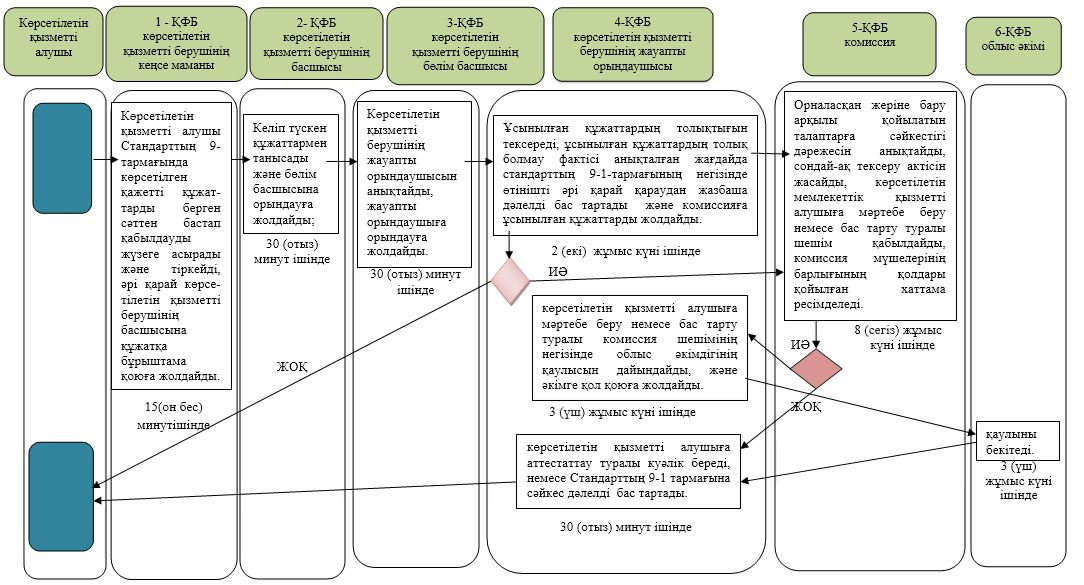 Көрсетілетін
қызметті
алушы
1 - ҚФБ
көрсетілетін
қызметті берушінің
кеңсе маманы
2- ҚФБ
көрсетілетін
қызметті берушінің
басшысы
3-ҚФБ
көрсетілетін
қызметті берушінің
бөлім басшысы
4-ҚФБ
көрсетілетін қызметті
берушінің жауапты
орындаушысы
5-ҚФБ
комиссия
6-ҚФБ
облыс әкімі
Көрсетілетін
қызметті алушы
Стандарттың 9-
тармағында
көрсетілген
қажетті құжат-
тарды берген
сәттен бастап
қабылдауды
жүзеге асырады
және тіркейді,
әрі қарай көрсе-
тілетін қызметті
берушінің
басшысына
құжатқа
бұрыштама
қоюға жолдайды.
15(он бес)
минутішінде
Келіп түскен
құжаттармен
танысады
және бөлім
басшысына
орындауға
жолдайды;
30 (отыз)
минут ішінде
Көрсетілетін
қызметті
берушінің
жауапты
орындаушысын
анықтайды,
жауапты
орындаушыға
орындауға
жолдайды.
30 (отыз) минут
ішінде
Ұсынылған құжаттардың толықтығын
тексереді, ұсынылған құжаттардың толық
болмау фактісі анықталған жағдайда
стандарттың 9-1-тармағының негізінде
өтінішті әрі қарай қараудан жазбаша
дәлелді бас тартады және комиссияға
ұсынылған құжаттарды жолдайды.
2 (екі) жұмыс күні ішінде
ИӘ
ЖОҚ
Орналасқан жеріне бару
арқылы қойылатын
талаптарға сәйкестігі
дәрежесін анықтайды,
сондай-ақ тексеру актісін
жасайды, көрсетілетін
мемлекеттік қызметті
алушыға мәртебе беру
немесе бас тарту туралы
шешім қабылдайды,
комиссия мүшелерінің
барлығының қолдары
қойылған хаттама
ресімделеді.
8 (сегіз) жұмыс
күні ішінде
ИӘ
ЖОҚ
көрсетілетін қызметті алушыға
мәртебе беру немесе бас тарту
туралы комиссия шешімінің
негізінде облыс әкімдігінің
қаулысын дайындайды, және
әкімге қол қоюға жолдайды.
3 (үш) жұмыс күні ішінде
қаулыны
бекітеді.
3 (үш)
жұмыс күні
ішінде
көрсетілетін қызметті алушыға
аттестаттау туралы куәлік береді,
немесе Стандарттың 9-1 тармағына
сәйкес дәлелді бас тартады.
30 (отыз) минут ішінде